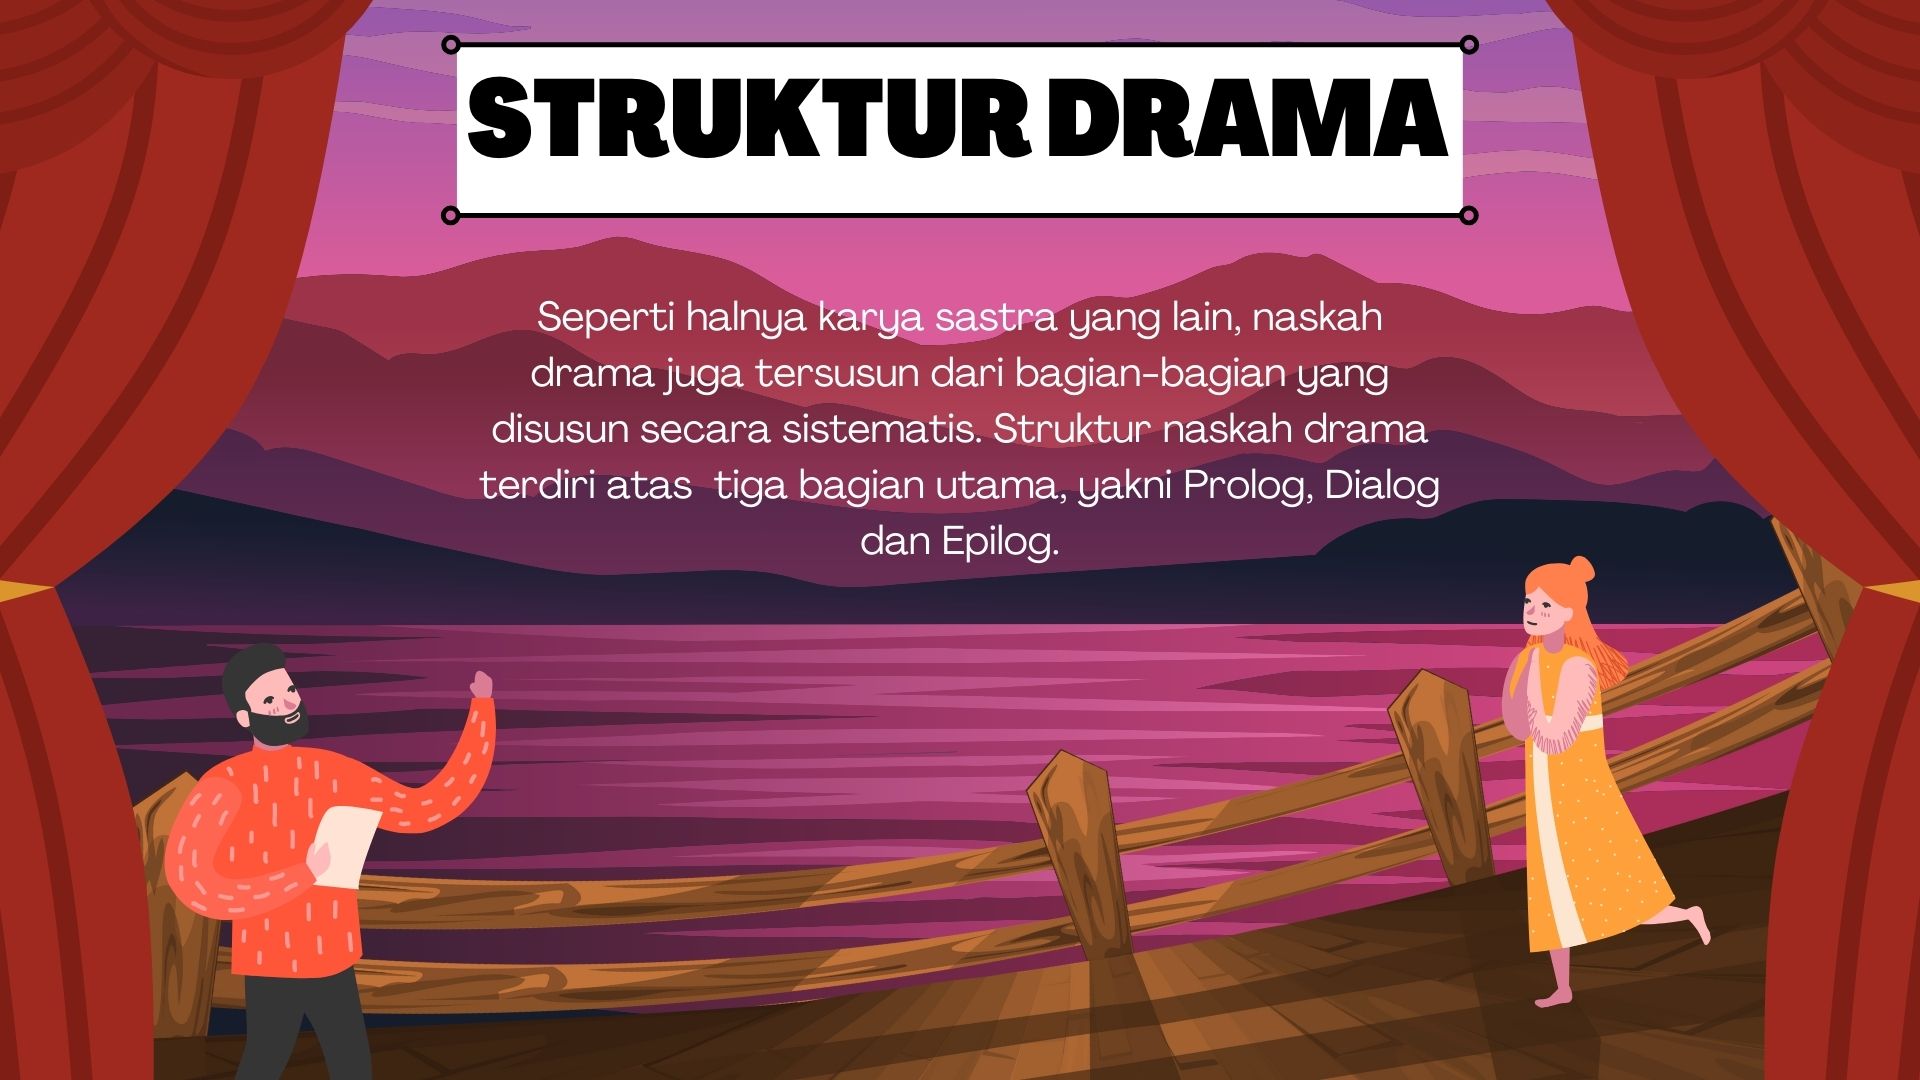 STRUKTUR DRAMA
Seperti halnya karya sastra yang lain, naskah
drama juga tersusun dari bagian-bagian yang
disusun secara sistematis. Struktur naskah drama
terdiri atas  tiga bagian utama, yakni Prolog, Dialog
dan Epilog.